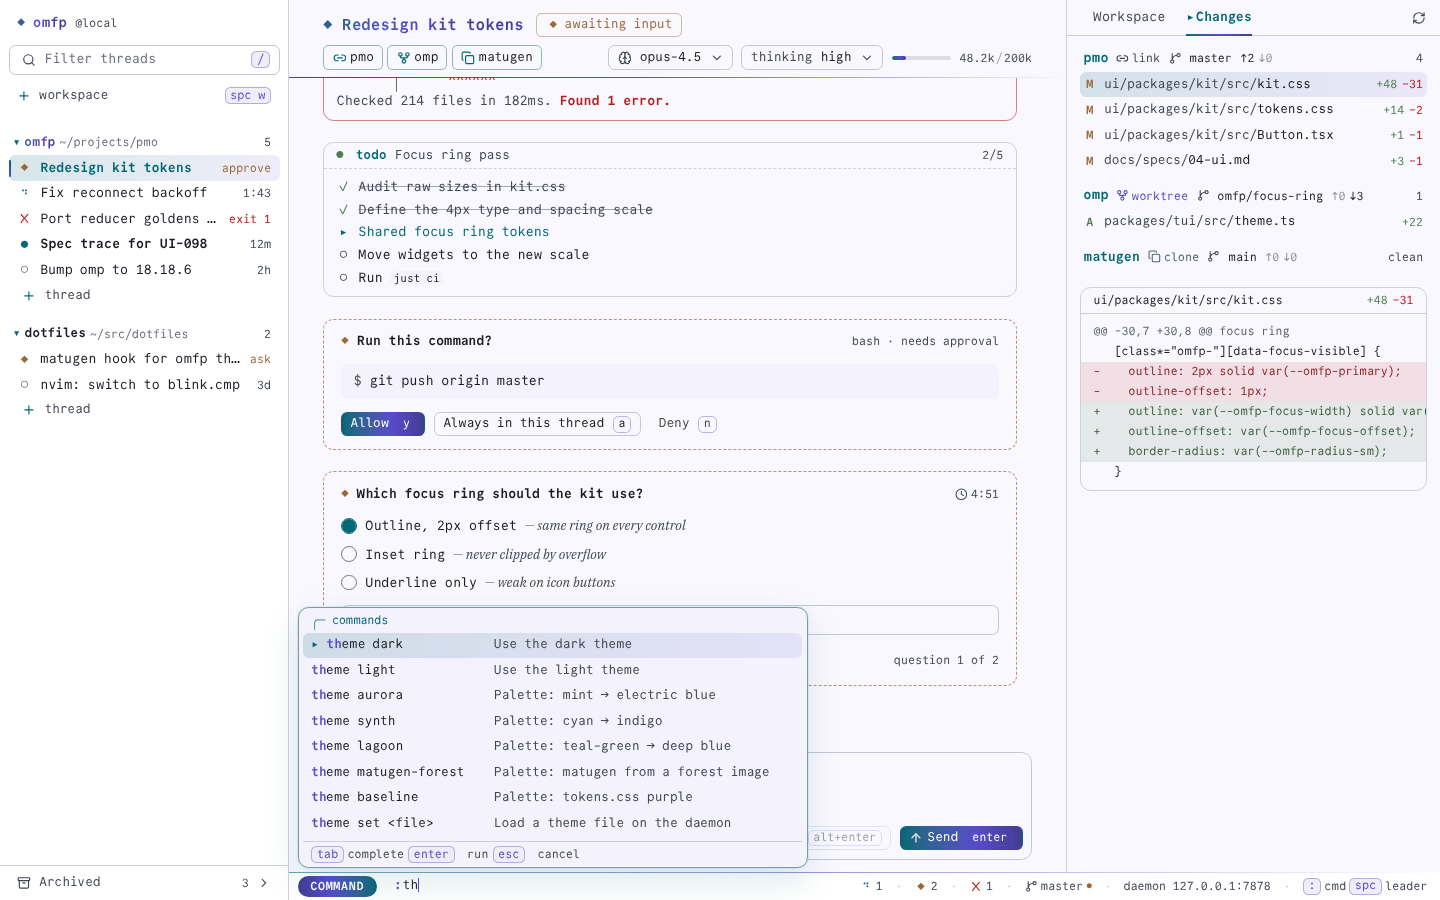 omfp @local
Filter threads /
workspace spc w
omfp ~/projects/pmo 5
Redesign kit tokens approve
Fix reconnect backoff 1:43
Port reducer goldens … exit 1
Spec trace for UI-098 12m
Bump omp to 18.18.6 2h
thread
dotfiles ~/src/dotfiles 2
matugen hook for omfp th… ask
nvim: switch to blink.cmp 3d
thread
Archived 3
Redesign kit tokens awaiting input
pmo omp matugen opus-4.5 thinking high 48.2k/200k
Checked 214 files in 182ms. Found 1 error.
todo Focus ring pass 2/5
Audit raw sizes in kit.css
Define the 4px type and spacing scale
Shared focus ring tokens
Move widgets to the new scale
Run just ci
Run this command? bash · needs approval
$ git push origin master
Allow y Always in this thread a Deny n
Which focus ring should the kit use? 4:51
Outline, 2px offset — same ring on every control
Inset ring — never clipped by overflow
Underline only — weak on icon buttons
question 1 of 2
commands
theme dark Use the dark theme
theme light Use the light theme
theme aurora Palette: mint → electric blue
theme synth Palette: cyan → indigo
theme lagoon Palette: teal-green → deep blue
theme matugen-forest Palette: matugen from a forest image
theme baseline Palette: tokens.css purple
theme set <file> Load a theme file on the daemon
tab complete enter run esc cancel
alt+enter Send enter
COMMAND :th 1 · 2 · 1 · master · daemon 127.0.0.1:7878 · : cmd spc leader
Workspace Changes
pmo link master ↑2 ↓0 4
M ui/packages/kit/src/kit.css +48 −31
M ui/packages/kit/src/tokens.css +14 −2
M ui/packages/kit/src/Button.tsx +1 −1
M docs/specs/04-ui.md +3 −1
omp worktree omfp/focus-ring ↑0 ↓3 1
A packages/tui/src/theme.ts +22
matugen clone main ↑0 ↓0 clean
ui/packages/kit/src/kit.css +48 −31
@@ -30,7 +30,8 @@ focus ring
[class*="omfp-"][data-focus-visible] {
- outline: 2px solid var(--omfp-primary);
- outline-offset: 1px;
+ outline: var(--omfp-focus-width) solid var(
+ outline-offset: var(--omfp-focus-offset);
+ border-radius: var(--omfp-radius-sm);
}